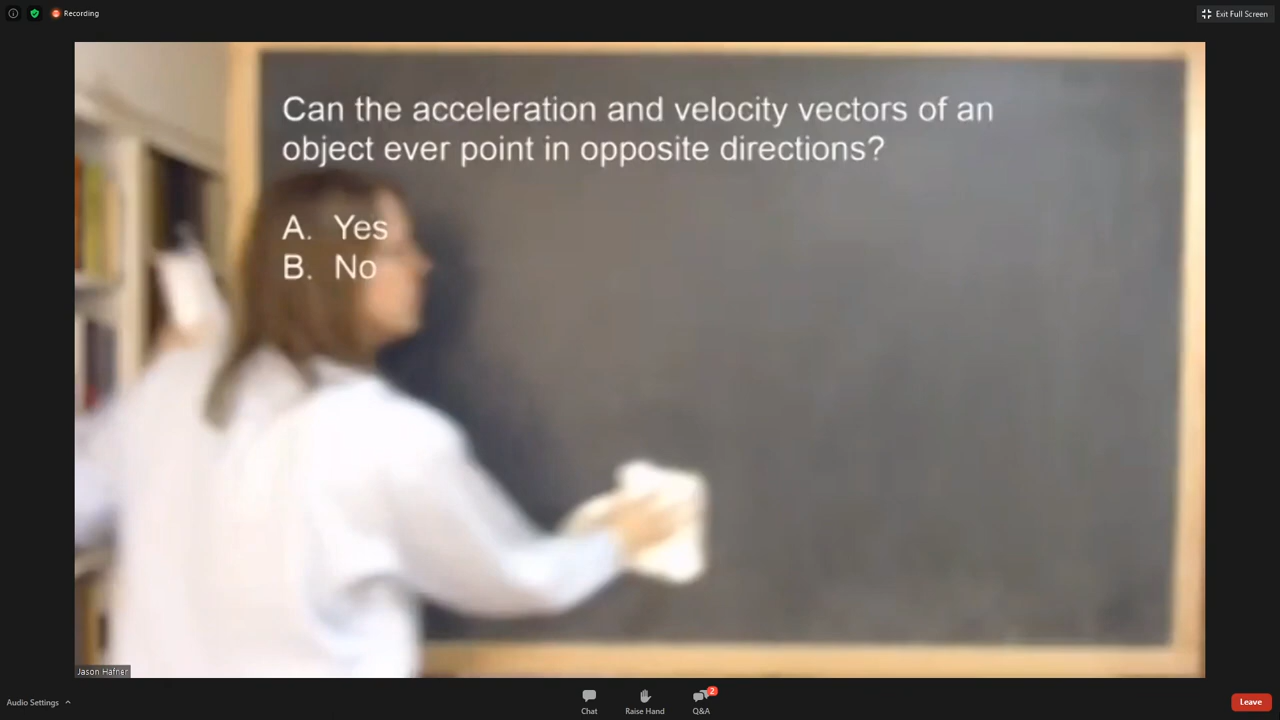 Recording
Exit Full Screen
Can the acceleration and velocity vectors of an
object ever point in opposite directions?
A. Yes
B. No
Jason Hafner
Audio Settings
Chat
Raise Hand
Q&A
2
Leave